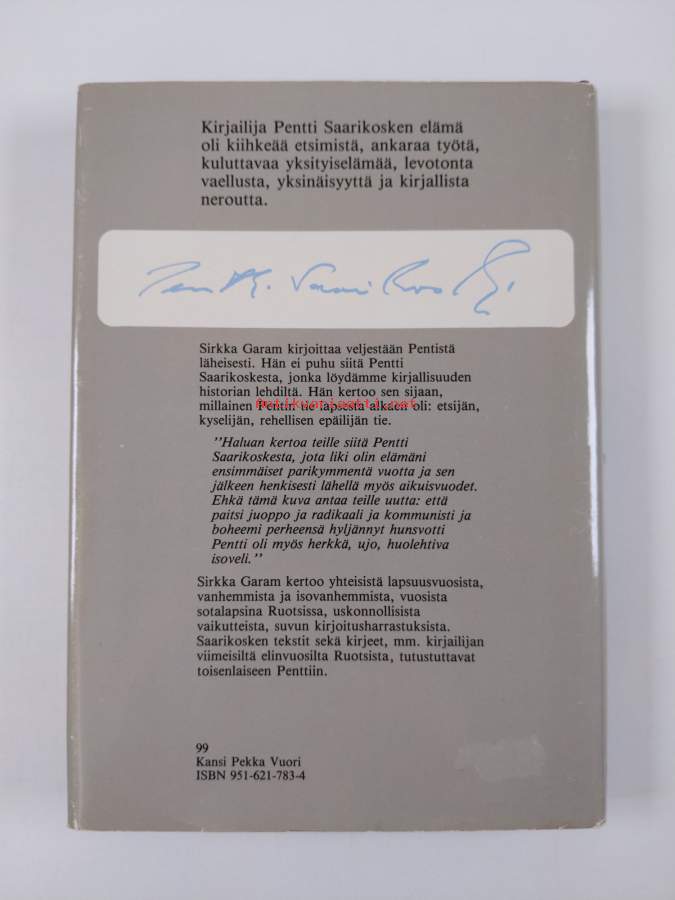 Kirjailija Pentti Saarikosken elämä
oli kiihkeää etsimistä, ankaraa työtä,
kuluttavaa yksityiselämää, levotonta
vaellusta, yksinäisyyttä ja kirjallista
neroutta.
Pentti Saarikoski
Sirkka Garam kirjoittaa veljestään Pentistä
läheisesti. Hän ei puhu siitä Pentti
Saarikoskesta, jonka löydämme kirjallisuuden
historian lehdiltä. Hän kertoo sen sijaan,
millainen Pentin tie lapsesta alkaen oli: etsijän,
Antikvariaatti.net
kyselijän, rehellisen epäilijän tie.
"Haluan kertoa teille siitä Pentti
Saarikoskesta, jota liki olin elämäni
ensimmäiset parikymmentä vuotta ja sen
jälkeen henkisesti lähellä myös aikuisvuodet.
Ehkä tämä kuva antaa teille uutta: että
paitsi juoppo ja radikaali ja kommunisti ja
boheemi perheensä hyljännyt hunsvotti
Pentti oli myös herkkä, ujo, huolehtiva
isoveli."
Sirkka Garam kertoo yhteisistä lapsuusvuosista,
vanhemmista ja isovanhemmista, vuosista
sotalapsina Ruotsissa, uskonnollisista
vaikutteista, suvun kirjoitusharrastuksista.
Saarikosken tekstit sekä kirjeet, mm. kirjailijan
viimeisiltä elinvuosilta Ruotsista, tutustuttavat
toisenlaiseen Penttiin.
99
Kansi Pekka Vuori
ISBN 951-621-783-4